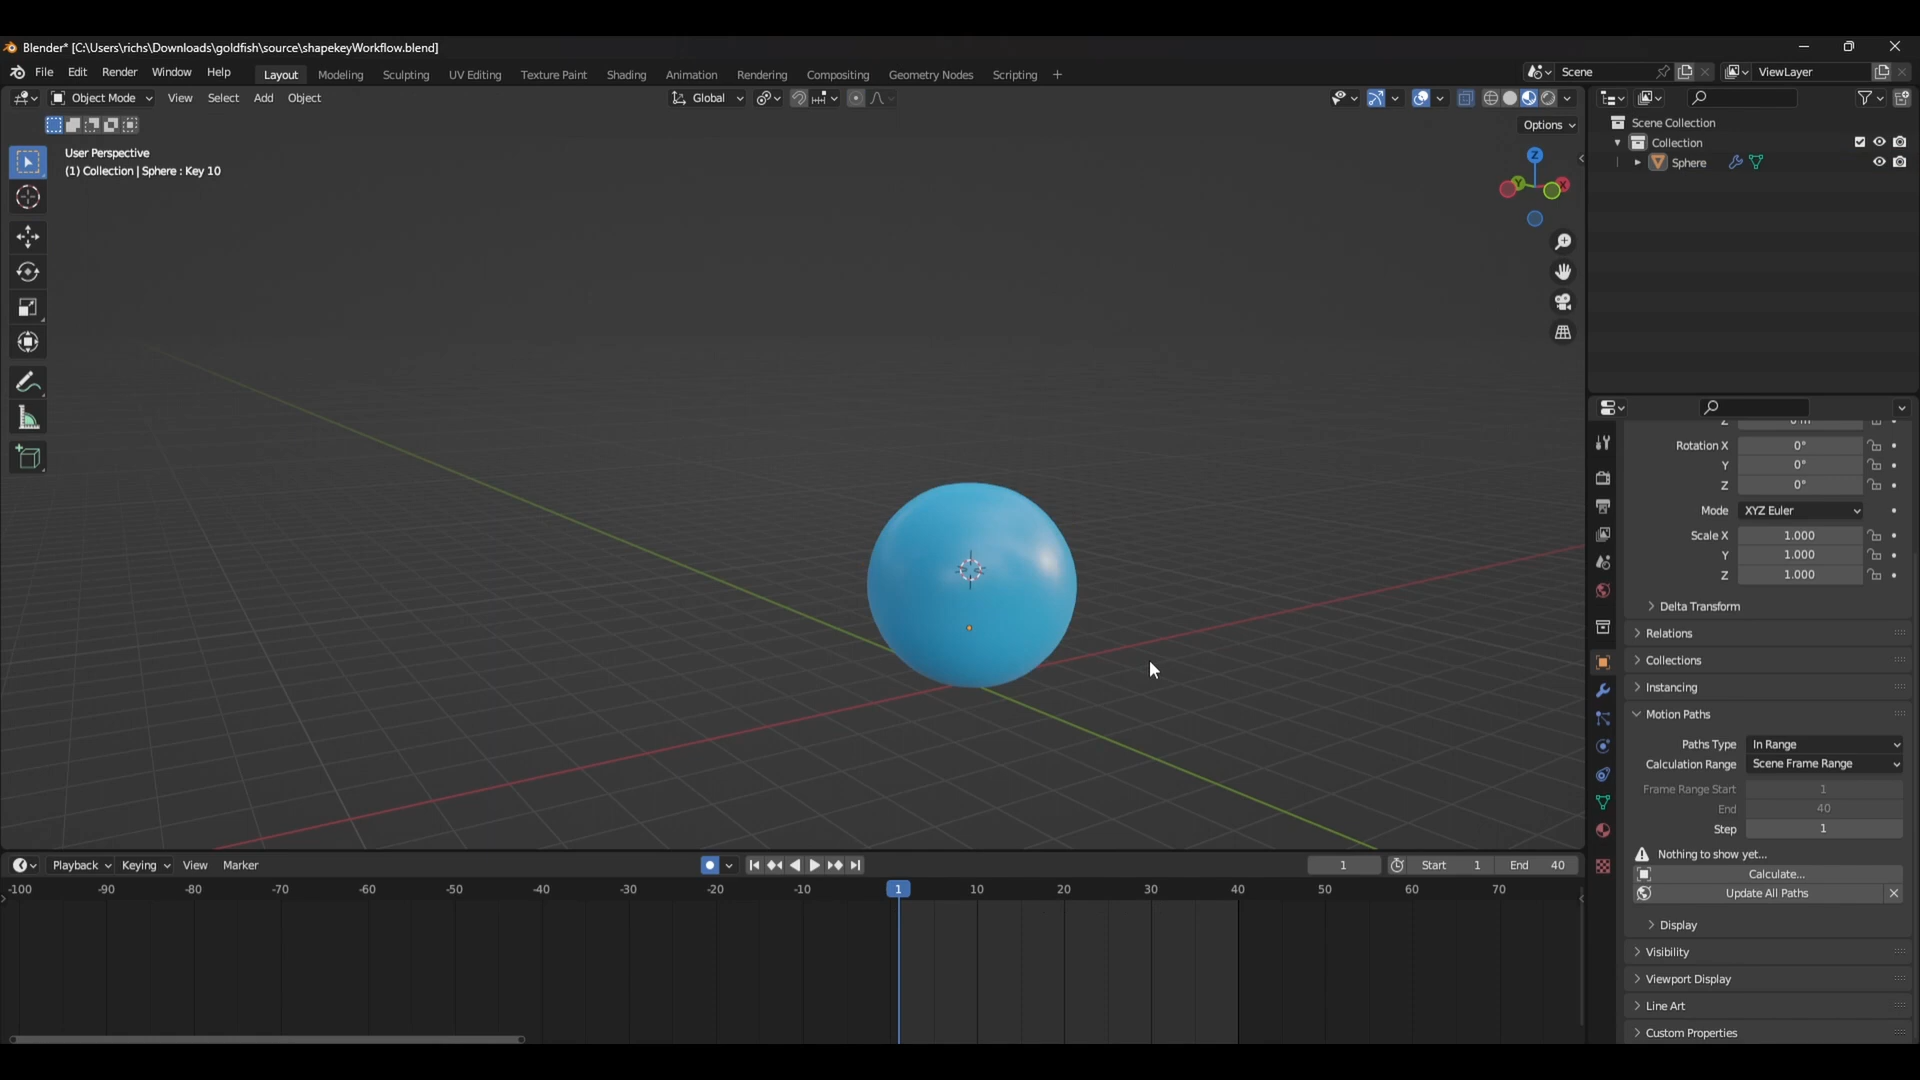 Blender* [C:\Users\richs\Downloads\goldfish\source\shapekeyWorkflow.blend]
File Edit Render Window Help Layout Modeling Sculpting UV Editing Texture Paint Shading Animation Rendering Compositing Geometry Nodes Scripting + Scene ViewLayer
Object Mode View Select Add Object Global
Options
User Perspective
(1) Collection | Sphere : Key 10
Z
Y X
Scene Collection
Collection
Sphere
Rotation X 0°
Y 0°
Z 0°
Mode XYZ Euler
Scale X 1.000
Y 1.000
Z 1.000
Delta Transform
Relations
Collections
Instancing
Motion Paths
Paths Type In Range
Calculation Range Scene Frame Range
Frame Range Start 1
End 40
Step 1
Nothing to show yet...
Calculate...
Update All Paths
Display
Visibility
Viewport Display
Line Art
Custom Properties
Playback Keying View Marker 1 Start 1 End 40
-100 -90 -80 -70 -60 -50 -40 -30 -20 -10 1 10 20 30 40 50 60 70